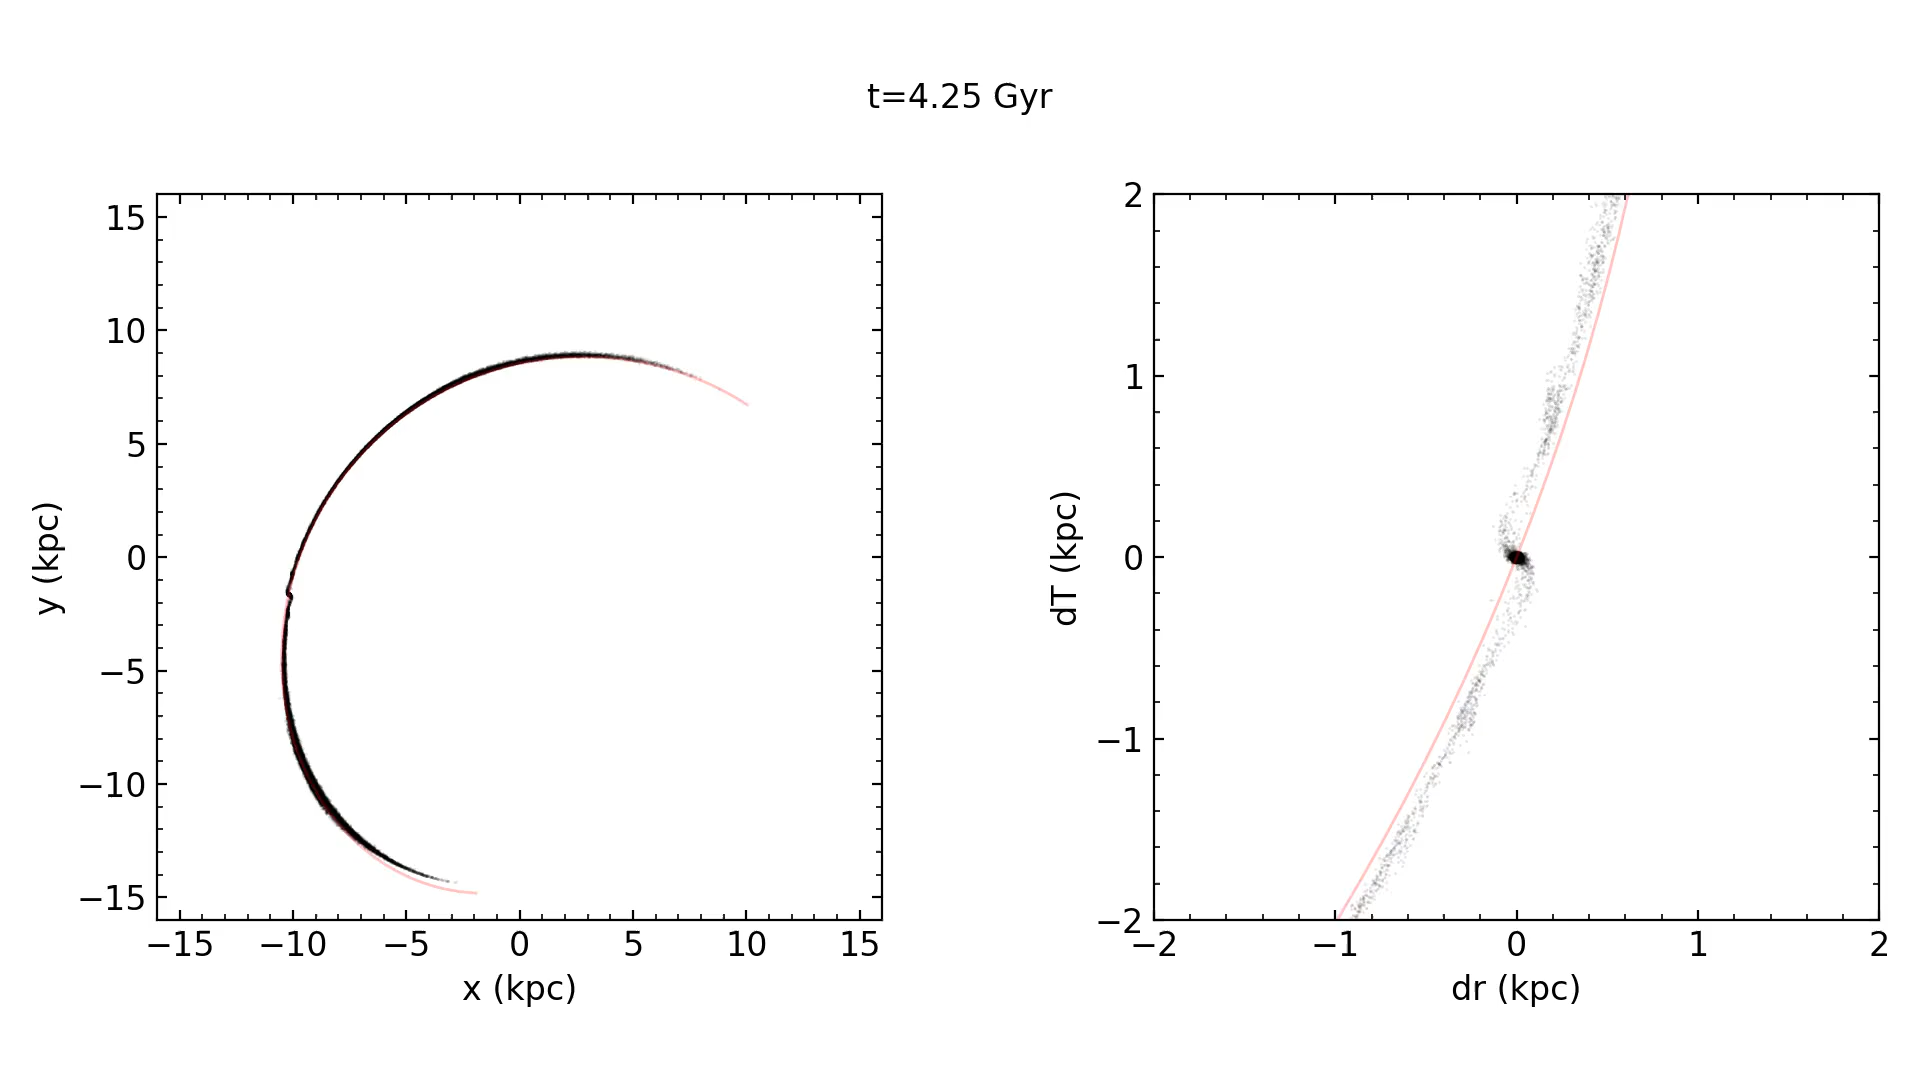 t=4.25 Gyr
15
10
5
0
−5
−10
−15
y (kpc)
−15 −10 −5 0 5 10 15
x (kpc)
2
1
0
−1
−2
dT (kpc)
−2 −1 0 1 2
dr (kpc)